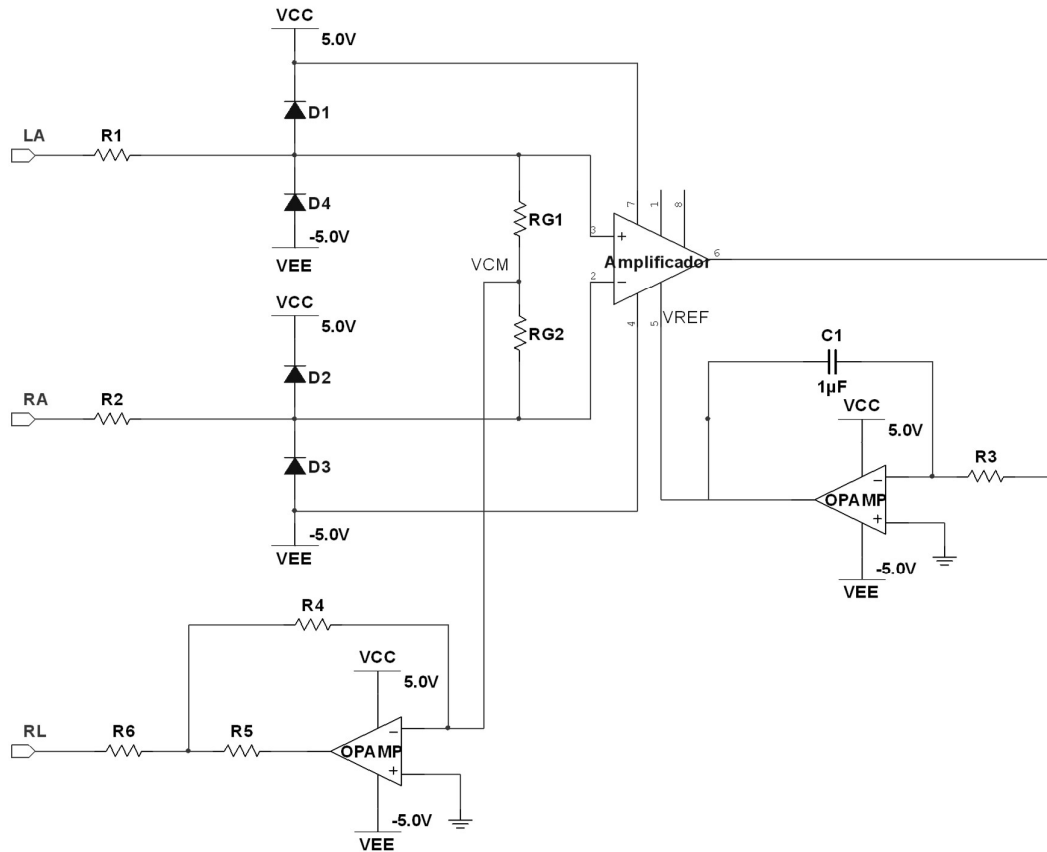 VCC
5.0V
D1
LA
R1
D4
-5.0V
VEE
RG1
VCM
7
1
8
3
+
Amplificador
6
2
−
4
5
VREF
VCC
5.0V
RG2
D2
RA
R2
D3
-5.0V
VEE
C1
1µF
VCC
5.0V
R3
−
OPAMP
+
-5.0V
VEE
R4
VCC
5.0V
RL
R6
R5
−
OPAMP
+
-5.0V
VEE